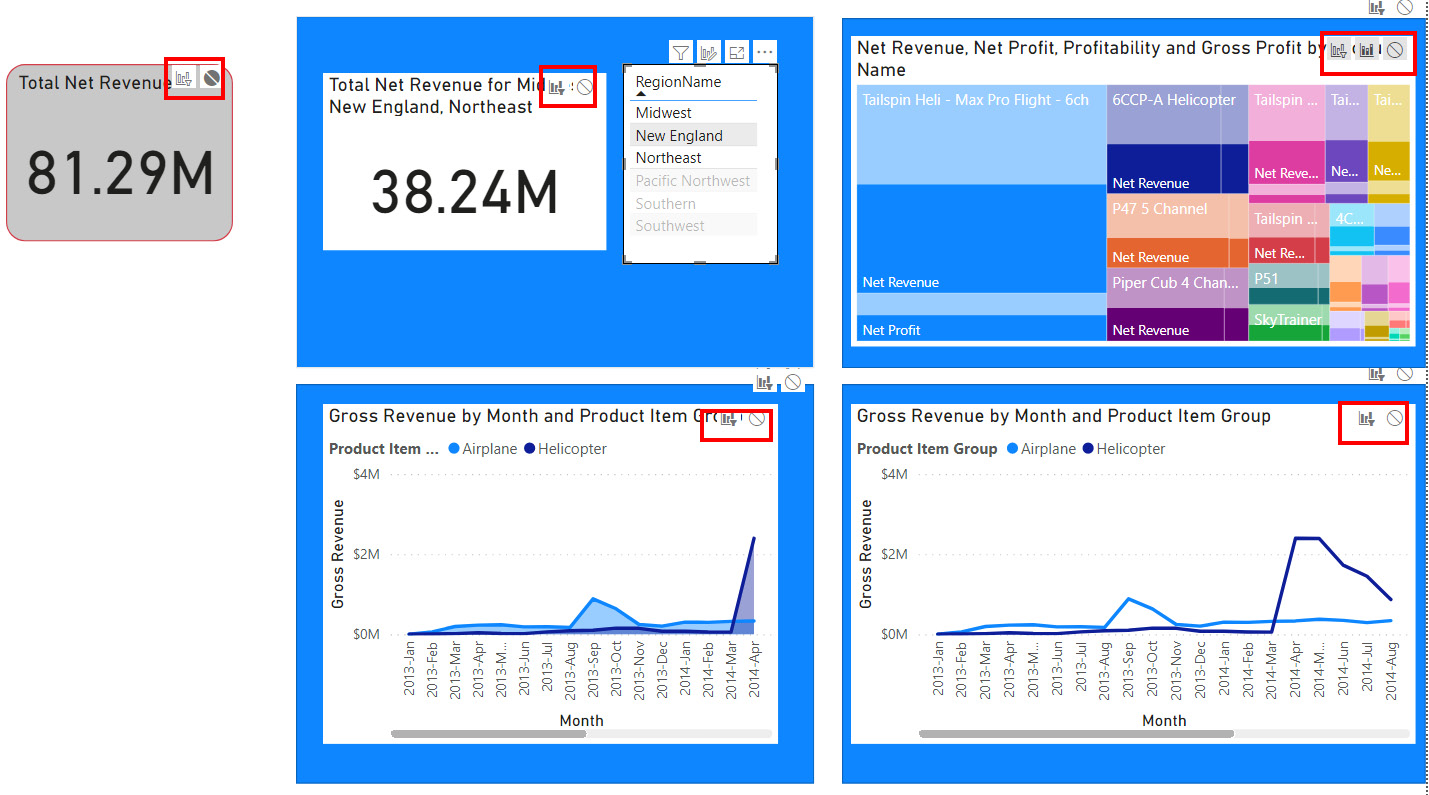 Total Net Revenue
81.29M
Total Net Revenue for
New England, Northeast
38.24M
RegionName
Midwest
New England
Northeast
Pacific Northwest
Southern
Southwest
Net Revenue, Net Profit, Profitability and Gross Profit by
Name
Tailspin Heli - Max Pro Flight - 6ch
Net Revenue
Net Profit
6CCP-A Helicopter
Net Revenue
P47 5 Channel
Net Revenue
Piper Cub 4 Chan...
Net Revenue
Tailspin ...
Net Reve...
Tai...
Ne...
Tai...
Ne...
Tailspin ...
Net Re...
4C...
P51
SkyTrainer
Gross Revenue by Month and Product Item
Product Item ... Airplane Helicopter
$4M
$2M
$0M
Gross Revenue
2013-Jan
2013-Feb
2013-Mar
2013-Apr
2013-M...
2013-Jun
2013-Jul
2013-Aug
2013-Sep
2013-Oct
2013-Nov
2013-Dec
2014-Jan
2014-Feb
2014-Mar
2014-Apr
Month
Gross Revenue by Month and Product Item Group
Product Item Group Airplane Helicopter
$4M
$2M
$0M
Gross Revenue
2013-Jan
2013-Feb
2013-Mar
2013-Apr
2013-M...
2013-Jun
2013-Jul
2013-Aug
2013-Sep
2013-Oct
2013-Nov
2013-Dec
2014-Jan
2014-Feb
2014-Mar
2014-Apr
2014-M...
2014-Jun
2014-Jul
2014-Aug
Month